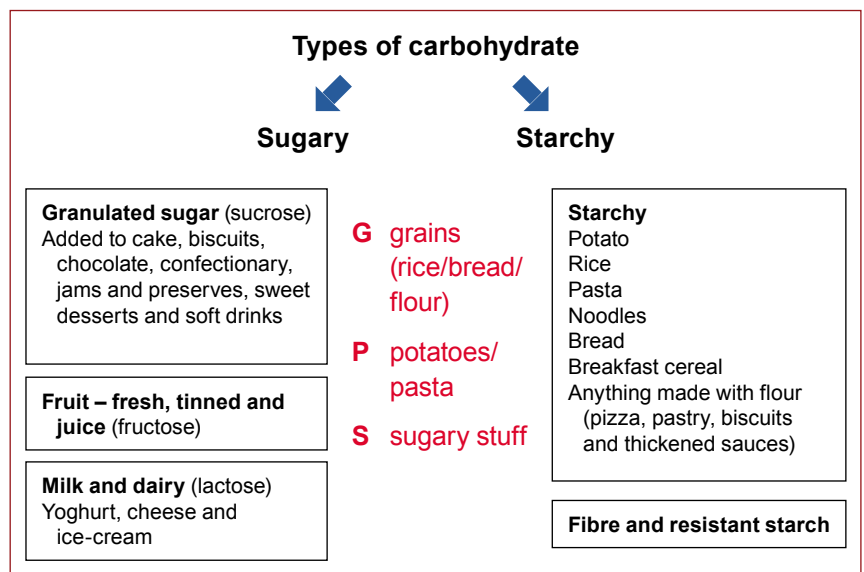 Types of carbohydrate
Sugary
Starchy
Granulated sugar (sucrose)
Added to cake, biscuits,
chocolate, confectionary,
jams and preserves, sweet
desserts and soft drinks
Fruit – fresh, tinned and
juice (fructose)
Milk and dairy (lactose)
Yoghurt, cheese and
ice-cream
G grains
(rice/bread/
flour)
P potatoes/
pasta
S sugary stuff
Starchy
Potato
Rice
Pasta
Noodles
Bread
Breakfast cereal
Anything made with flour
(pizza, pastry, biscuits
and thickened sauces)
Fibre and resistant starch